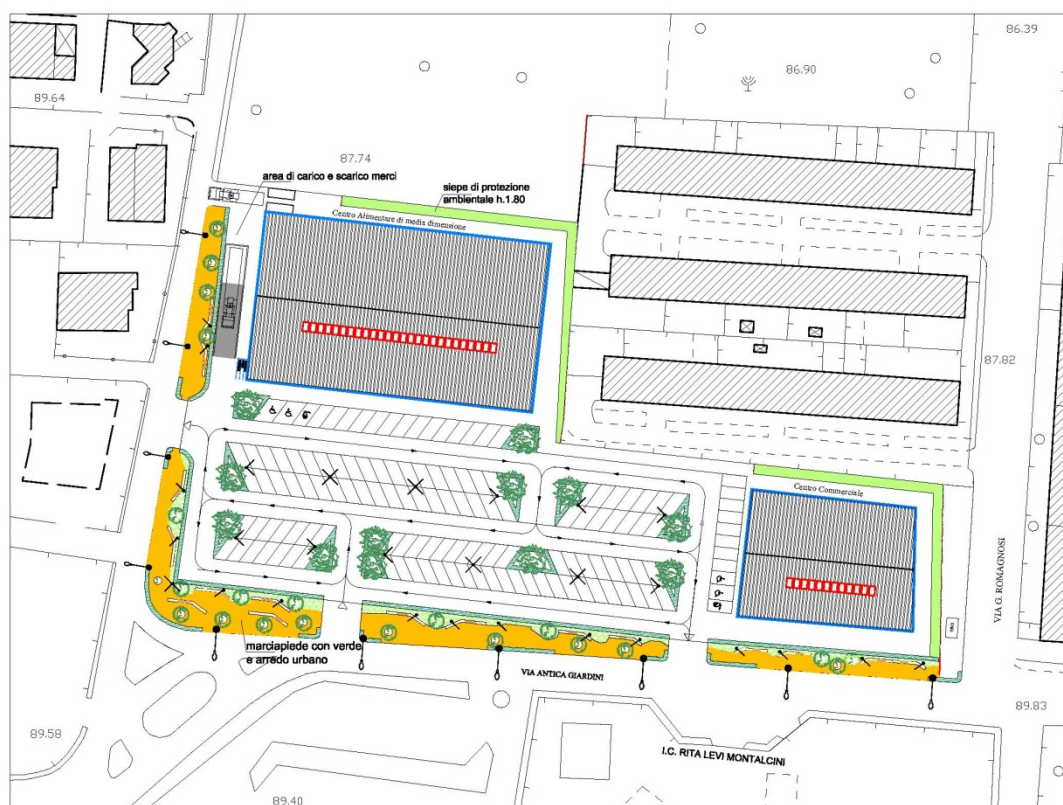 86.39
86.90
89.64
87.74
area di carico e scarico merci
siepe di protezione
ambientale h.1.80
Centro Alimentare di media dimensione
87.82
Centro Commerciale
VIA G. ROMAGNOSI
marciapiede con verde
e arredo urbano
VIA ANTICA GIARDINI
89.83
89.58
I.C. RITA LEVI MONTALCINI
89.40